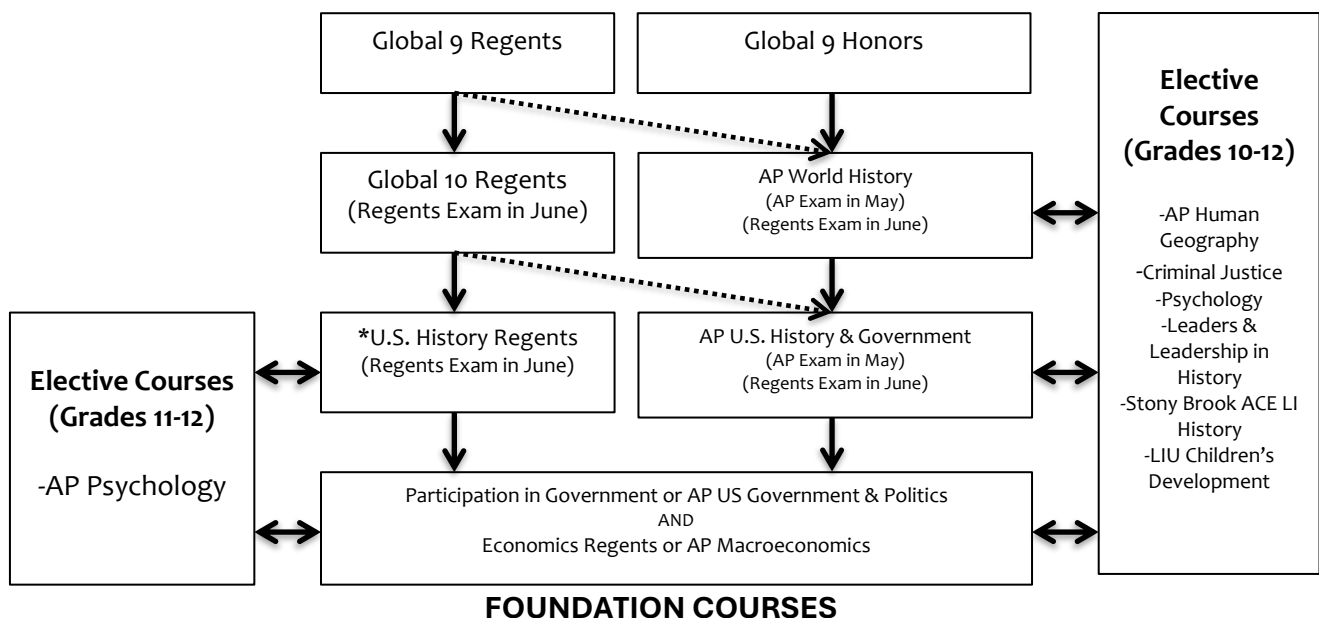 Global 9 Regents
Global 9 Honors
Global 10 Regents
(Regents Exam in June)
AP World History
(AP Exam in May)
(Regents Exam in June)
*U.S. History Regents
(Regents Exam in June)
AP U.S. History & Government
(AP Exam in May)
(Regents Exam in June)
Participation in Government or AP US Government & Politics
AND
Economics Regents or AP Macroeconomics
Elective Courses
(Grades 11-12)
-AP Psychology
Elective
Courses
(Grades 10-12)
-AP Human
Geography
-Criminal Justice
-Psychology
-Leaders &
Leadership in
History
-Stony Brook ACE LI
History
-LIU Children’s
Development
FOUNDATION COURSES